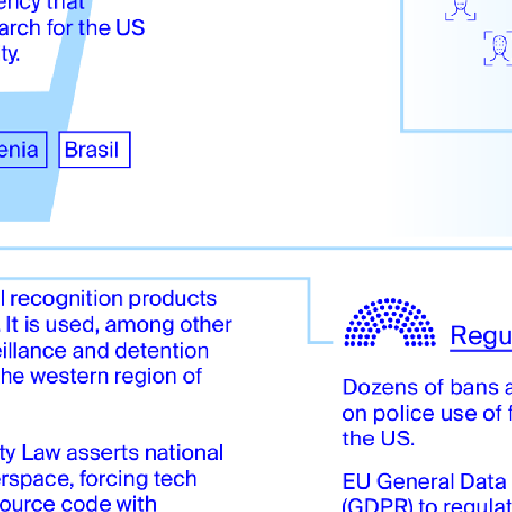 ency that
arch for the US
ty.
enia
Brasil
l recognition products
It is used, among other
eillance and detention
he western region of
ty Law asserts national
rspace, forcing tech
ource code with
Regu
Dozens of bans a
on police use of f
the US.
EU General Data
(GDPR) to regulat